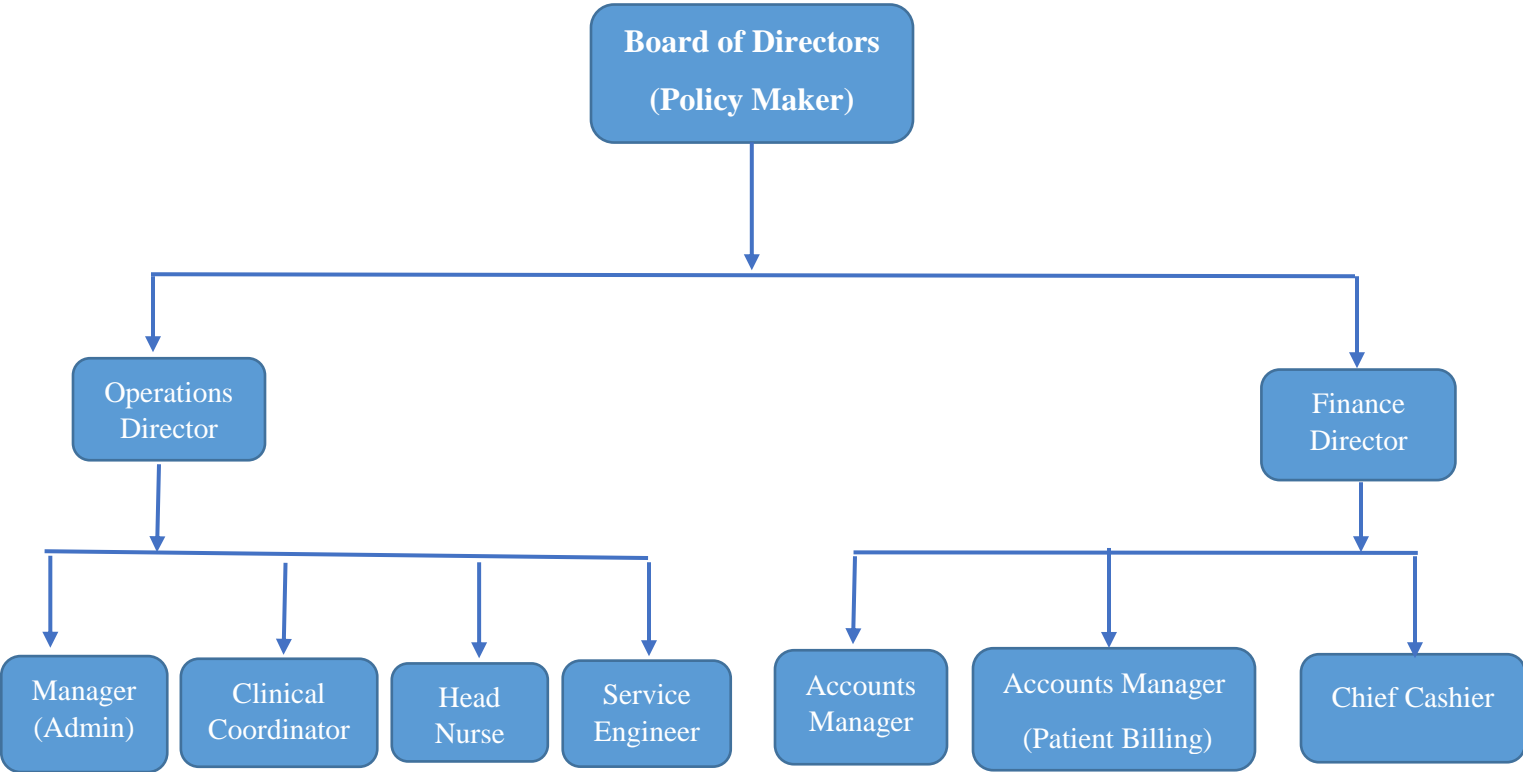 Board of Directors
(Policy Maker)
Operations
Director
Finance
Director
Manager
(Admin)
Clinical
Coordinator
Head
Nurse
Service
Engineer
Accounts
Manager
Accounts Manager
(Patient Billing)
Chief Cashier